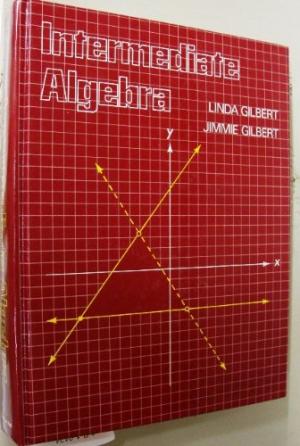 Intermediate
Algebra
LINDA GILBERT
JIMMIE GILBERT
y
x